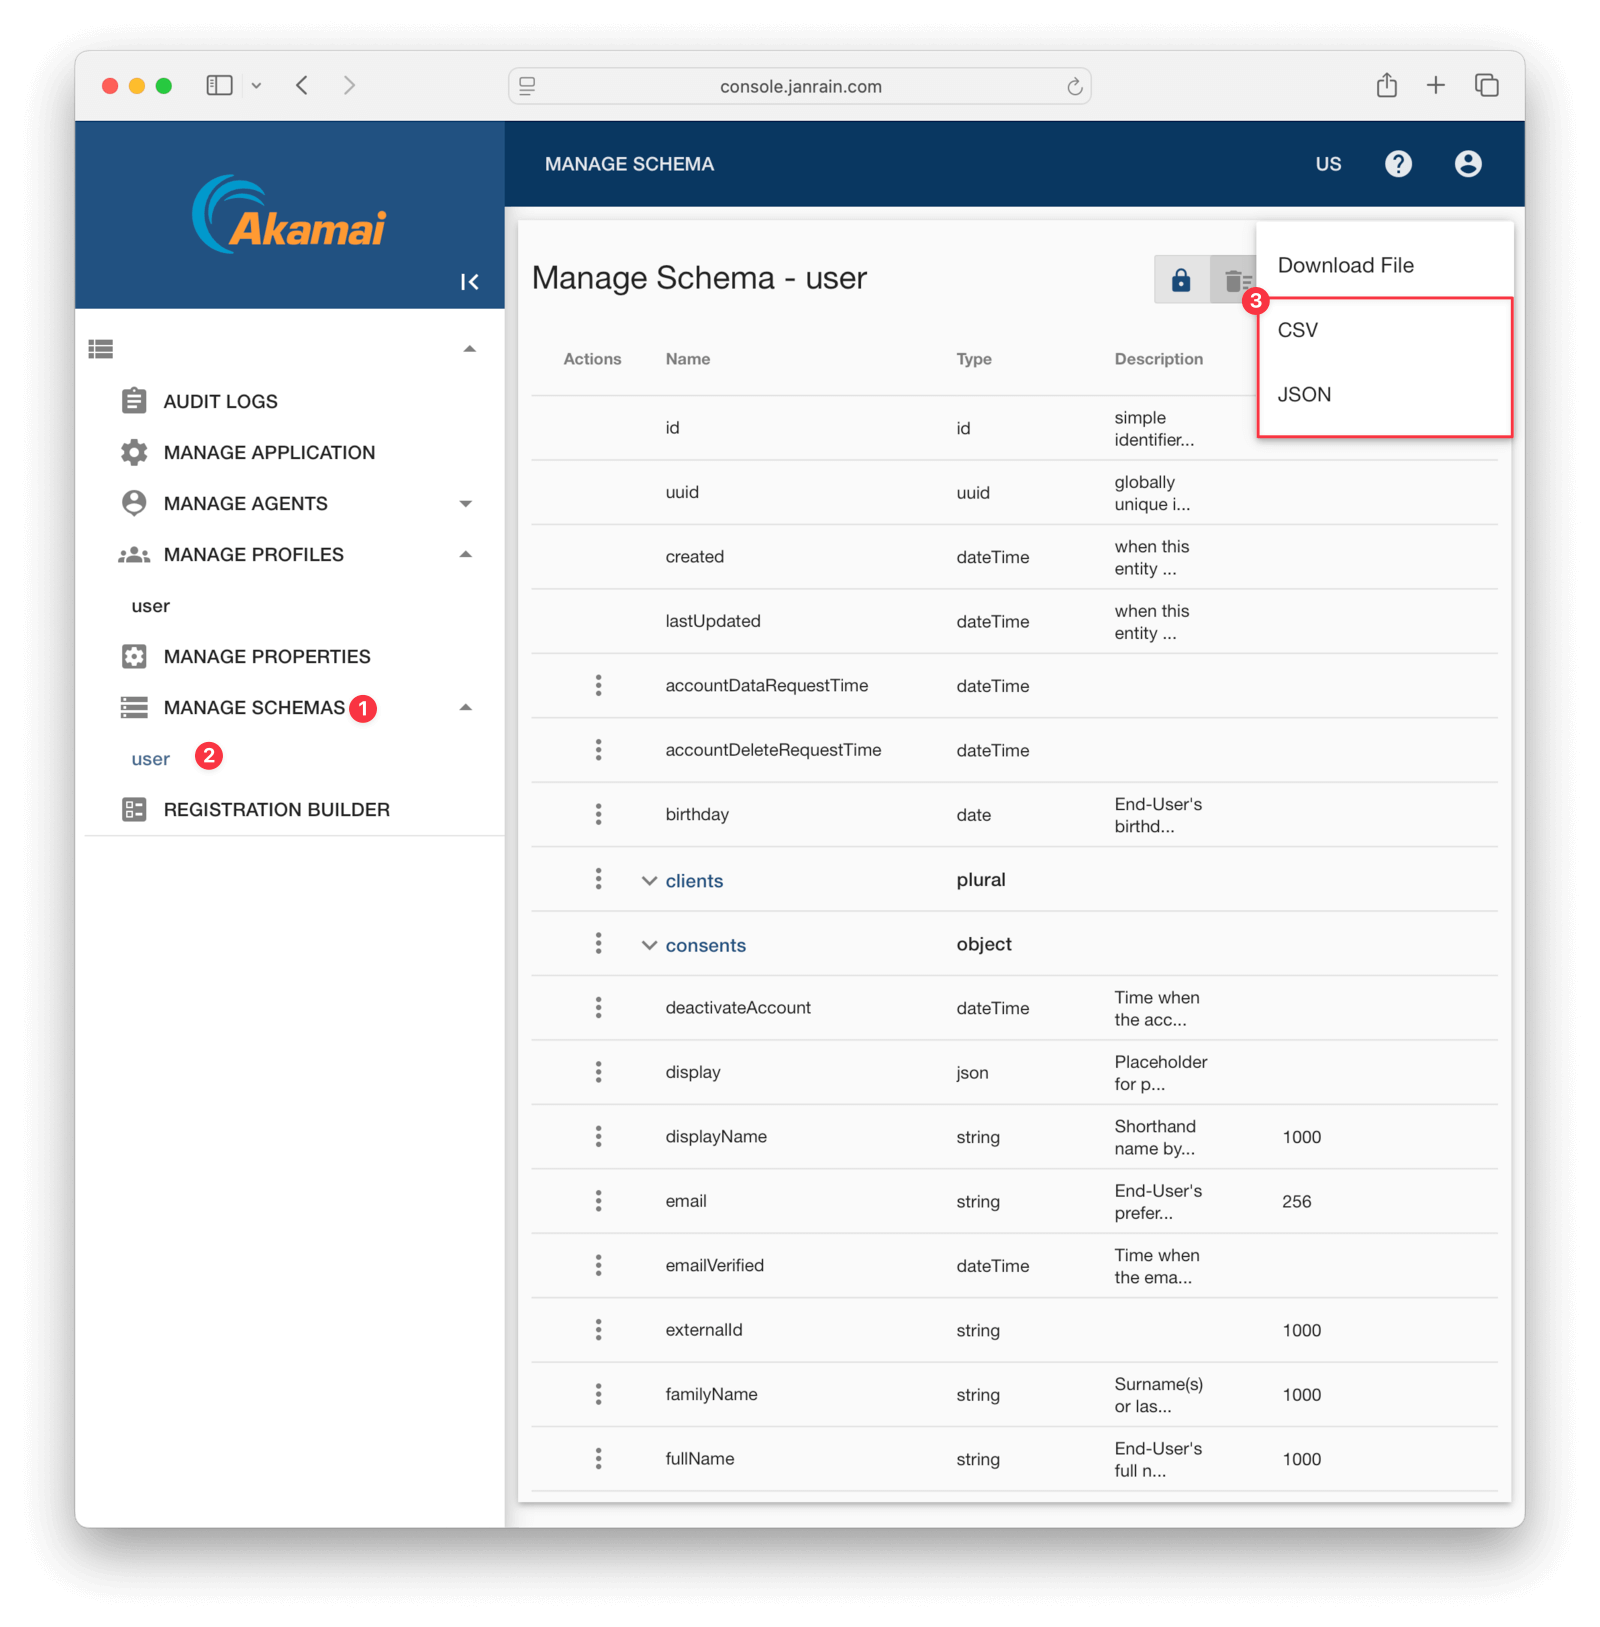 console.janrain.com
Akamai
MANAGE SCHEMA
US
AUDIT LOGS
MANAGE APPLICATION
MANAGE AGENTS
MANAGE PROFILES
user
MANAGE PROPERTIES
MANAGE SCHEMAS 1
user 2
REGISTRATION BUILDER
Manage Schema - user
Download File
3
CSV
JSON
Actions Name Type Description
id id simple
identifier...
uuid uuid globally
unique i...
created dateTime when this
entity ...
lastUpdated dateTime when this
entity ...
accountDataRequestTime dateTime
accountDeleteRequestTime dateTime
birthday date End-User's
birthd...
clients plural
consents object
deactivateAccount dateTime Time when
the acc...
display json Placeholder
for p...
displayName string Shorthand
name by... 1000
email string End-User's
prefer... 256
emailVerified dateTime Time when
the ema...
externalId string 1000
familyName string Surname(s)
or las... 1000
fullName string End-User's
full n... 1000